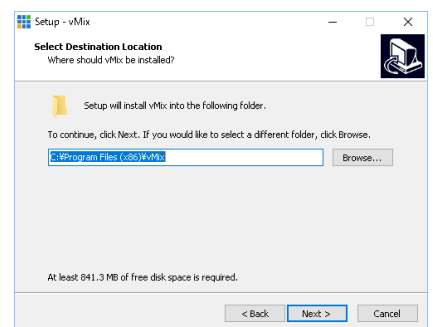 Setup - vMix
Select Destination Location
Where should vMix be installed?
Setup will install vMix into the following folder.
To continue, click Next. If you would like to select a different folder, click Browse.
C:¥Program Files (x86)¥vMix
Browse...
At least 841.3 MB of free disk space is required.
< Back
Next >
Cancel